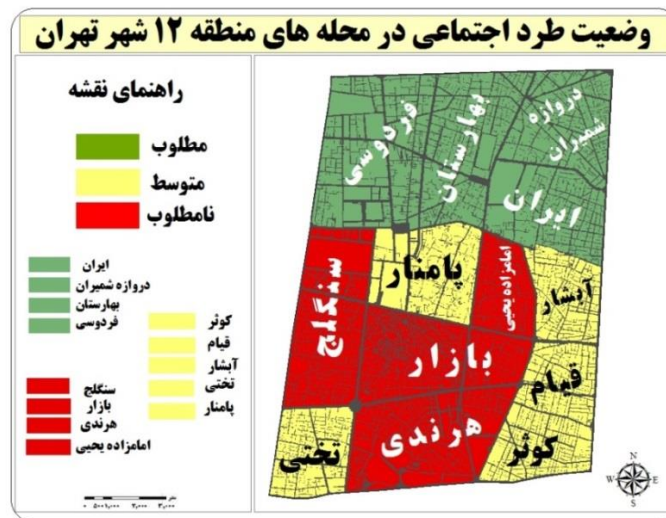 وضعیت طرد اجتماعی در محله های منطقه ۱۲ شهر تهران
راهنمای نقشه
مطلوب
متوسط
نامطلوب
ایران
دروازه شمیران
بهارستان
فردوسی
کوثر
قیام
آبشار
تختی
پامنار
سنگلج
بازار
هرندی
امامزاده یحیی
فردوسی
بهارستان
دروازه
شمیران
ایران
سنگلج
پامنار
امامزاده یحیی
آبشار
بازار
قیام
هرندی
کوثر
تختی
N
W
E
S